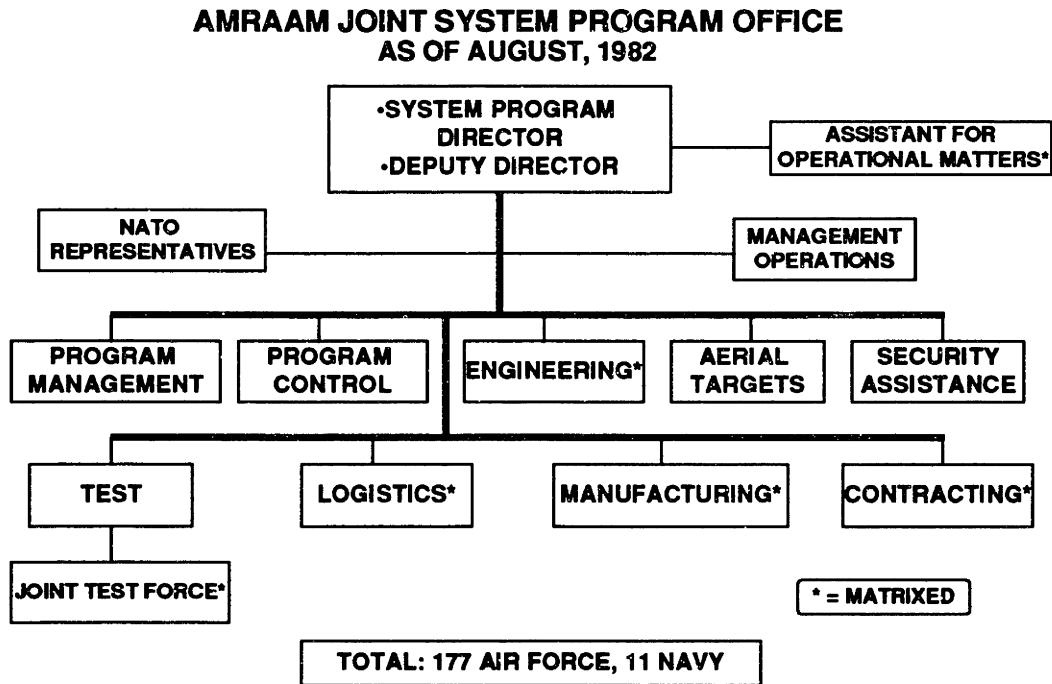 AMRAAM JOINT SYSTEM PROGRAM OFFICE
AS OF AUGUST, 1982
•SYSTEM PROGRAM
DIRECTOR
•DEPUTY DIRECTOR
ASSISTANT FOR
OPERATIONAL MATTERS*
NATO
REPRESENTATIVES
MANAGEMENT
OPERATIONS
PROGRAM
MANAGEMENT
PROGRAM
CONTROL
ENGINEERING*
AERIAL
TARGETS
SECURITY
ASSISTANCE
TEST
LOGISTICS*
MANUFACTURING*
CONTRACTING*
JOINT TEST FORCE*
* = MATRIXED
TOTAL: 177 AIR FORCE, 11 NAVY